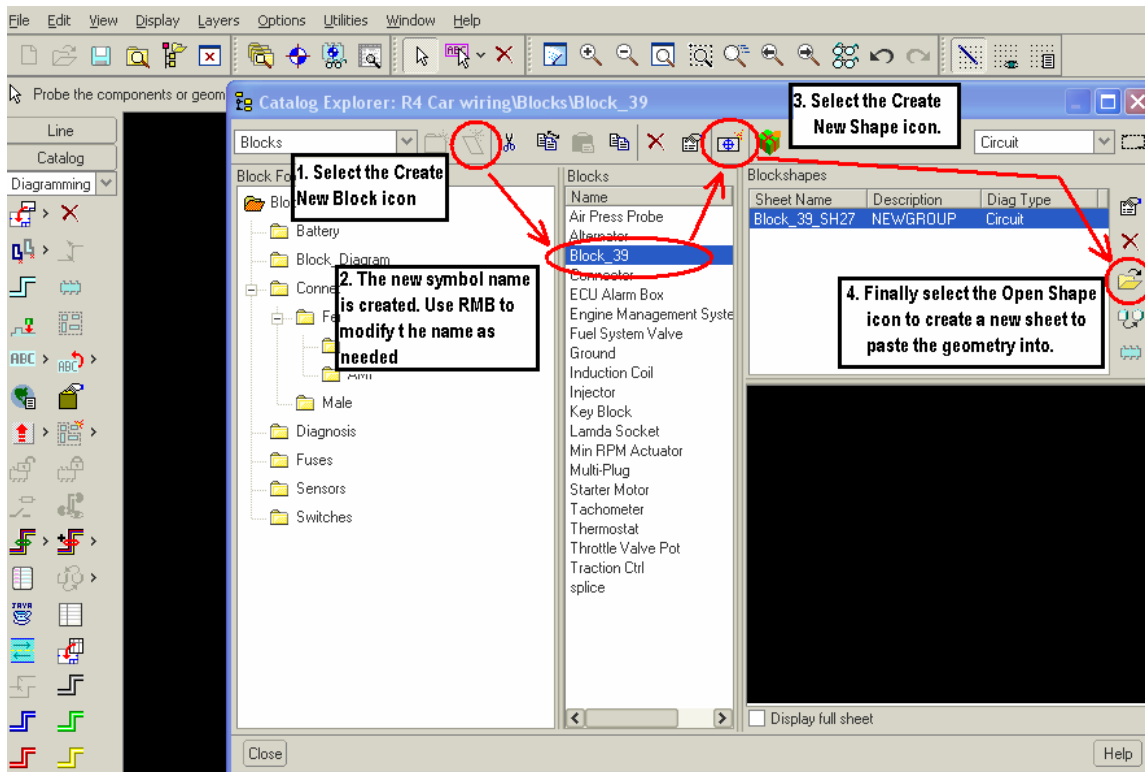 File Edit View Display Layers Options Utilities Window Help
Probe the components or geom
Catalog Explorer: R4 Car wiring\Blocks\Block_39
3. Select the Create
New Shape icon.
Line
Catalog
Diagramming
Blocks
Circuit
1. Select the Create
New Block icon
Block Fo
Blo
Battery
Block_Diagram
Conne
Fe
AMP
Male
Diagnosis
Fuses
Sensors
Switches
2. The new symbol name
is created. Use RMB to
modify t he name as
needed
Blocks
Name
Air Press Probe
Alternator
Block_39
Connector
ECU Alarm Box
Engine Management Syste
Fuel System Valve
Ground
Induction Coil
Injector
Key Block
Lamda Socket
Min RPM Actuator
Multi-Plug
Starter Motor
Tachometer
Thermostat
Throttle Valve Pot
Traction Ctrl
splice
Blockshapes
Sheet Name Description Diag Type
Block_39_SH27 NEWGROUP Circuit
4. Finally select the Open Shape
icon to create a new sheet to
paste the geometry into.
ABC
ABC
JAVA
Display full sheet
Close
Help